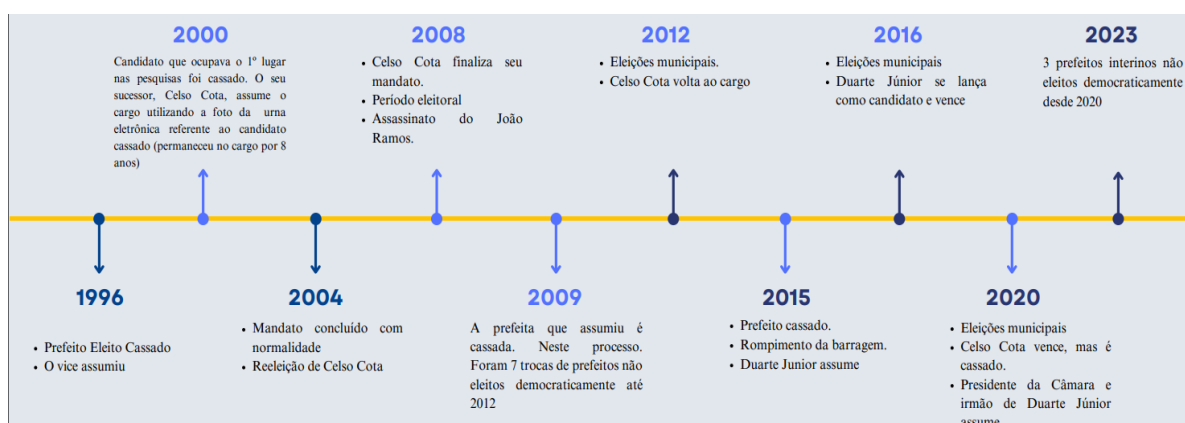 2000
Candidato que ocupava o 1º lugar
nas pesquisas foi cassado. O seu
sucessor, Celso Cota, assume o
cargo utilizando a foto da urna
eletrônica referente ao candidato
cassado (permaneceu no cargo por 8
anos)
2008
• Celso Cota finaliza seu
mandato.
• Período eleitoral
• Assassinato do João
Ramos.
2012
• Eleições municipais.
• Celso Cota volta ao cargo
2016
• Eleições municipais
• Duarte Júnior se lança
como candidato e vence
2023
3 prefeitos interinos não
eleitos democraticamente
desde 2020
1996
• Prefeito Eleito Cassado
• O vice assumiu
2004
• Mandato concluído com
normalidade
• Reeleição de Celso Cota
2009
A prefeita que assumiu é
cassada. Neste processo.
Foram 7 trocas de prefeitos não
eleitos democraticamente até
2012
2015
• Prefeito cassado.
• Rompimento da barragem.
• Duarte Junior assume
2020
• Eleições municipais
• Celso Cota vence, mas é
cassado.
• Presidente da Câmara e
irmão de Duarte Júnior
assume